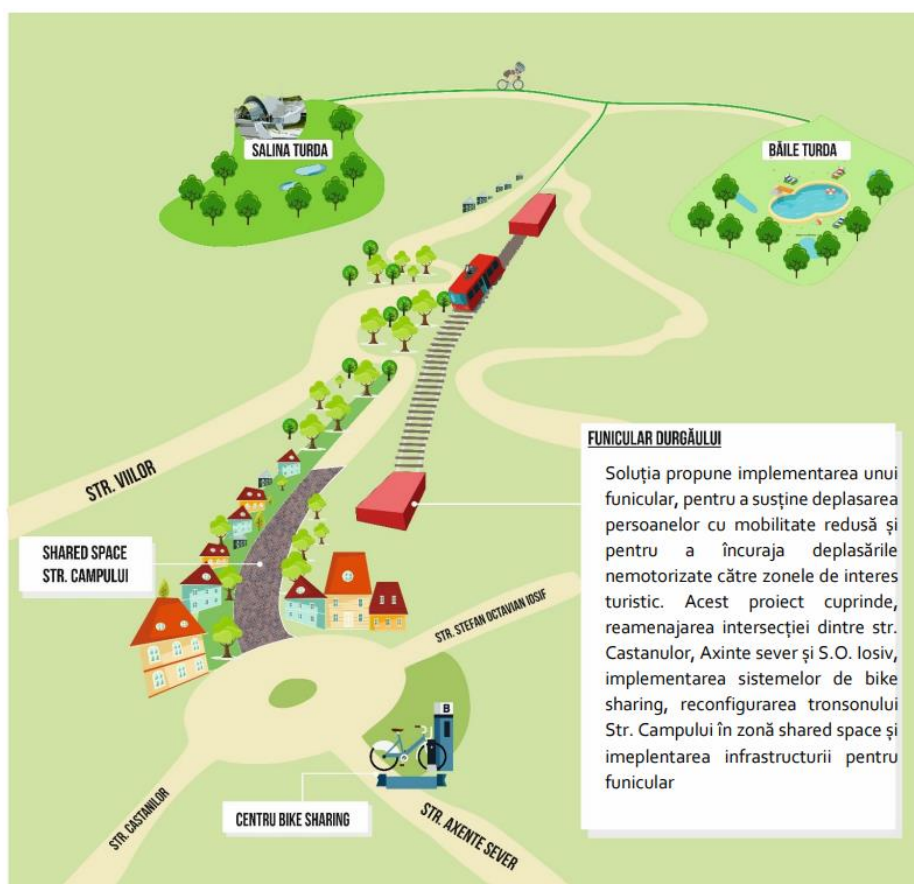 SALINA TURDA
BĂILE TURDA
STR. VIILOR
SHARED SPACE
STR. CAMPULUI
FUNICULAR DURGĂULUI
Soluția propune implementarea unui
funicular, pentru a susține deplasarea
persoanelor cu mobilitate redusă și
pentru a încuraja deplasările
nemotorizate către zonele de interes
turistic. Acest proiect cuprinde,
reamenajarea intersecției dintre str.
Castanulor, Axinte sever și S.O. Iosiv,
implementarea sistemelor de bike
sharing, reconfigurarea tronsonului
Str. Campului în zonă shared space și
imeplentarea infrastructurii pentru
funicular
STR. STEFAN OCTAVIAN IOSIF
B
CENTRU BIKE SHARING
STR. CASTANILOR
STR. AXENTE SEVER